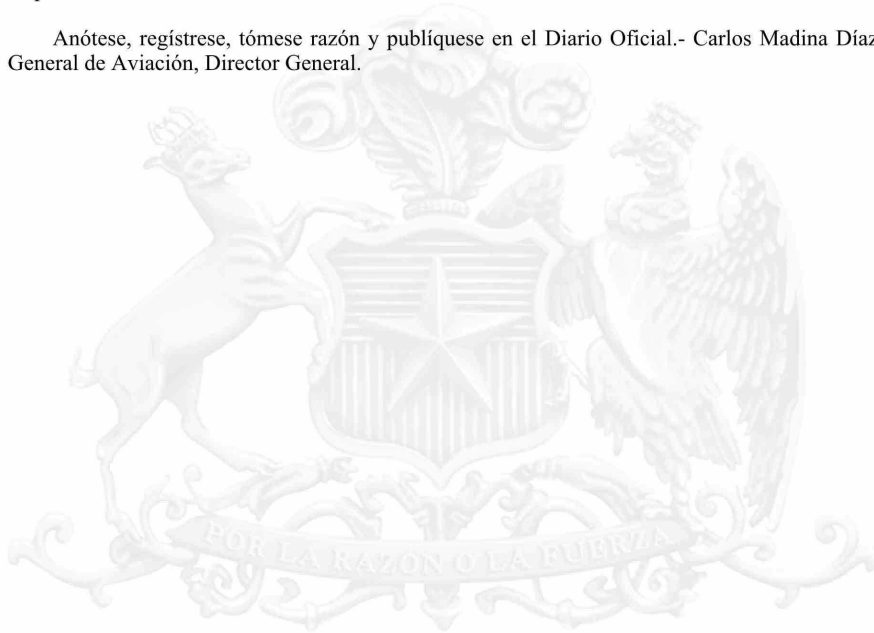 Anótese, regístrese, tómese razón y publíquese en el Diario Oficial.- Carlos Madina Díaz
General de Aviación, Director General.
POR LA RAZÓN O LA FUERZA